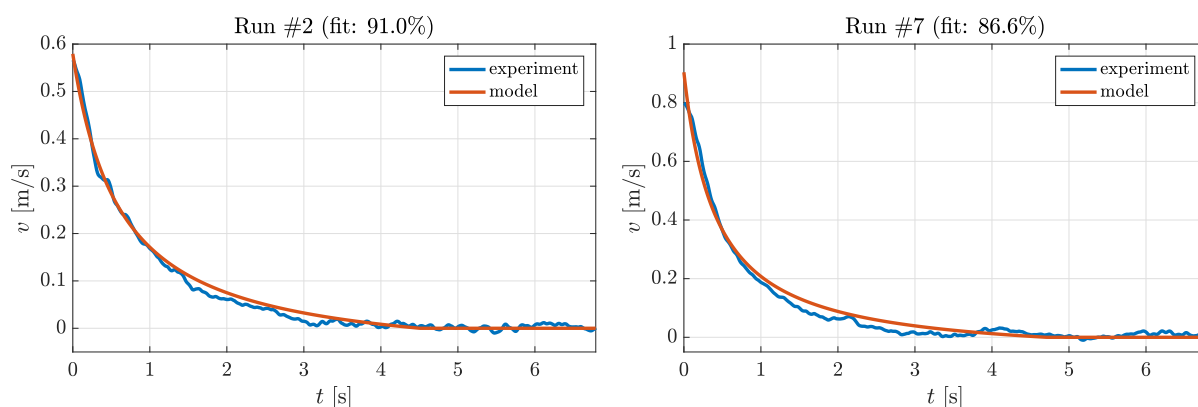 Run #2 (fit: 91.0%)
0.6
0.5
0.4
0.3
0.2
0.1
0
v [m/s]
experiment
model
0 1 2 3 4 5 6
t [s]
Run #7 (fit: 86.6%)
1
0.8
0.6
0.4
0.2
0
v [m/s]
experiment
model
0 1 2 3 4 5 6
t [s]